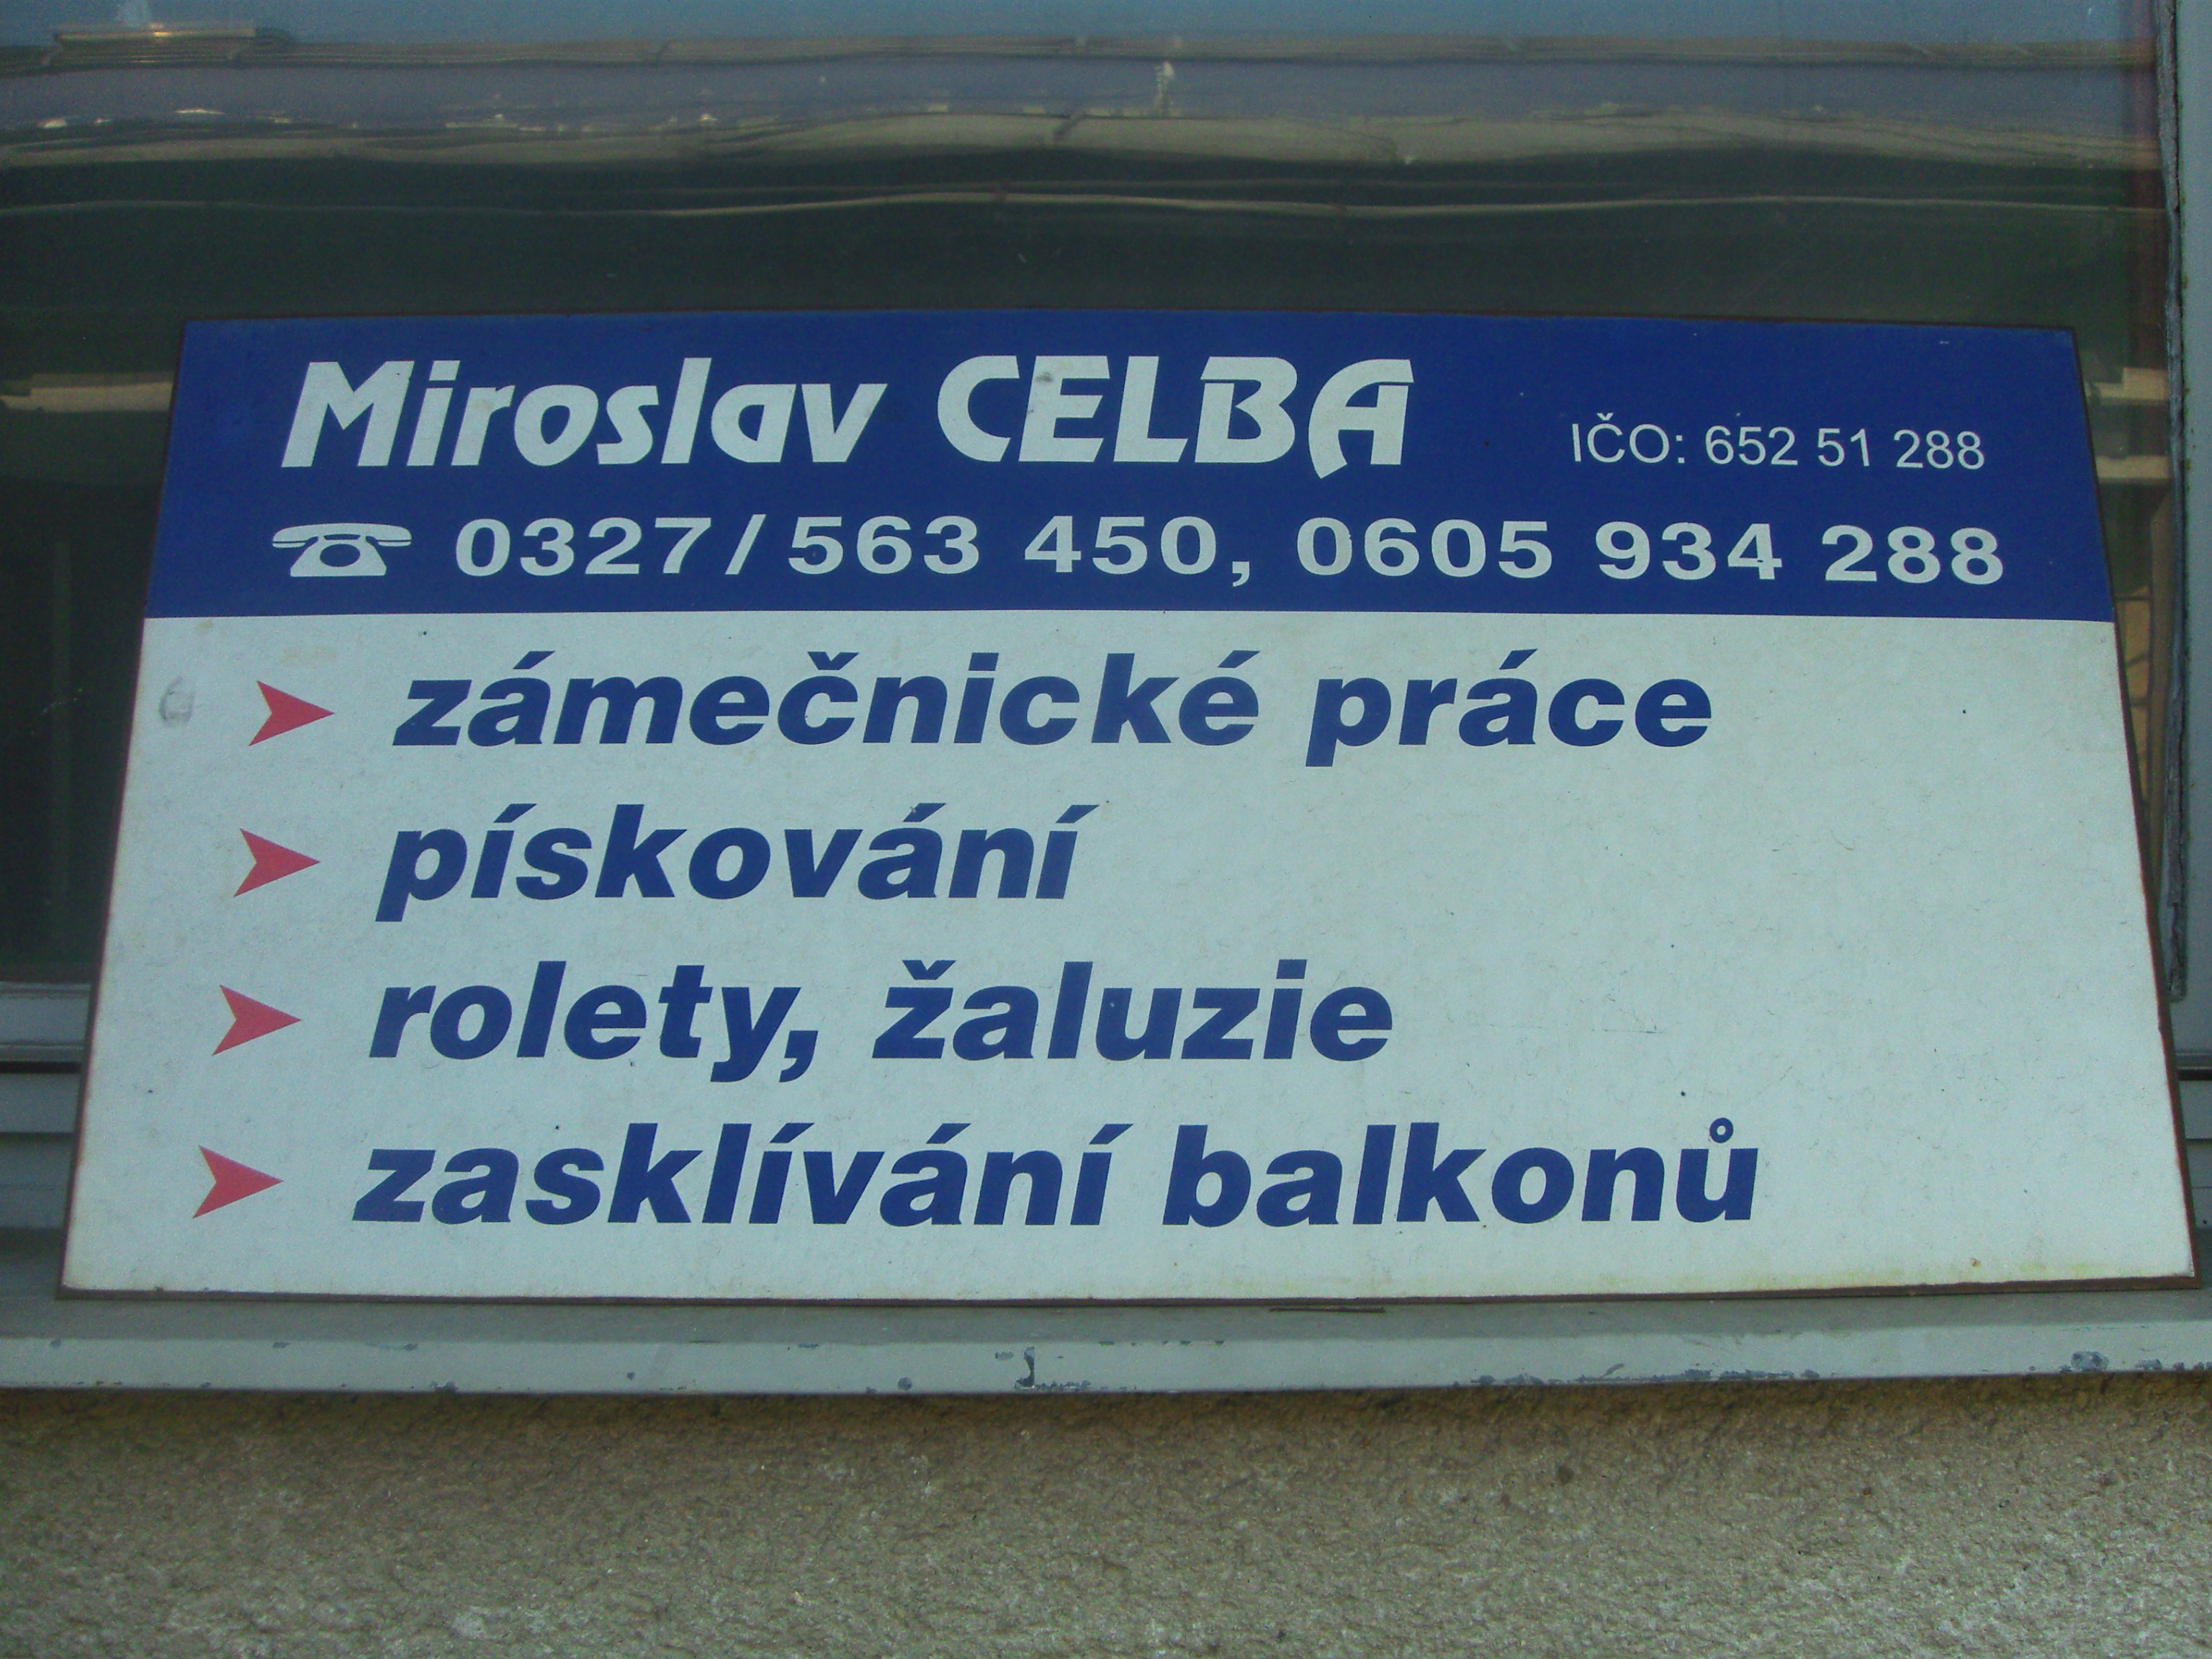 Miroslav CELBA IČO: 652 51 288
☎ 0327/563 450, 0605 934 288
➤ zámečnické práce
➤ pískování
➤ rolety, žaluzie
➤ zasklívání balkonů